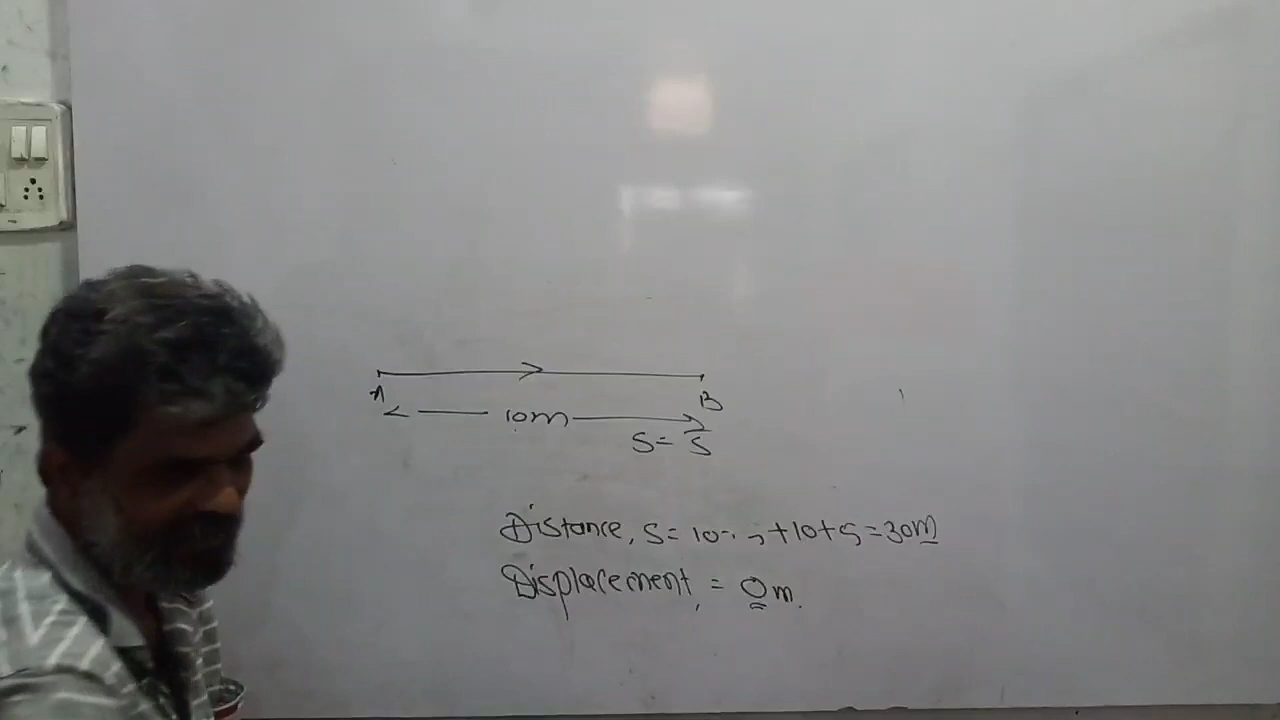 A B
10m
S = S⃗
Distance, S = 10 + 10 + 5 = 30m
Displacement, = 0m.